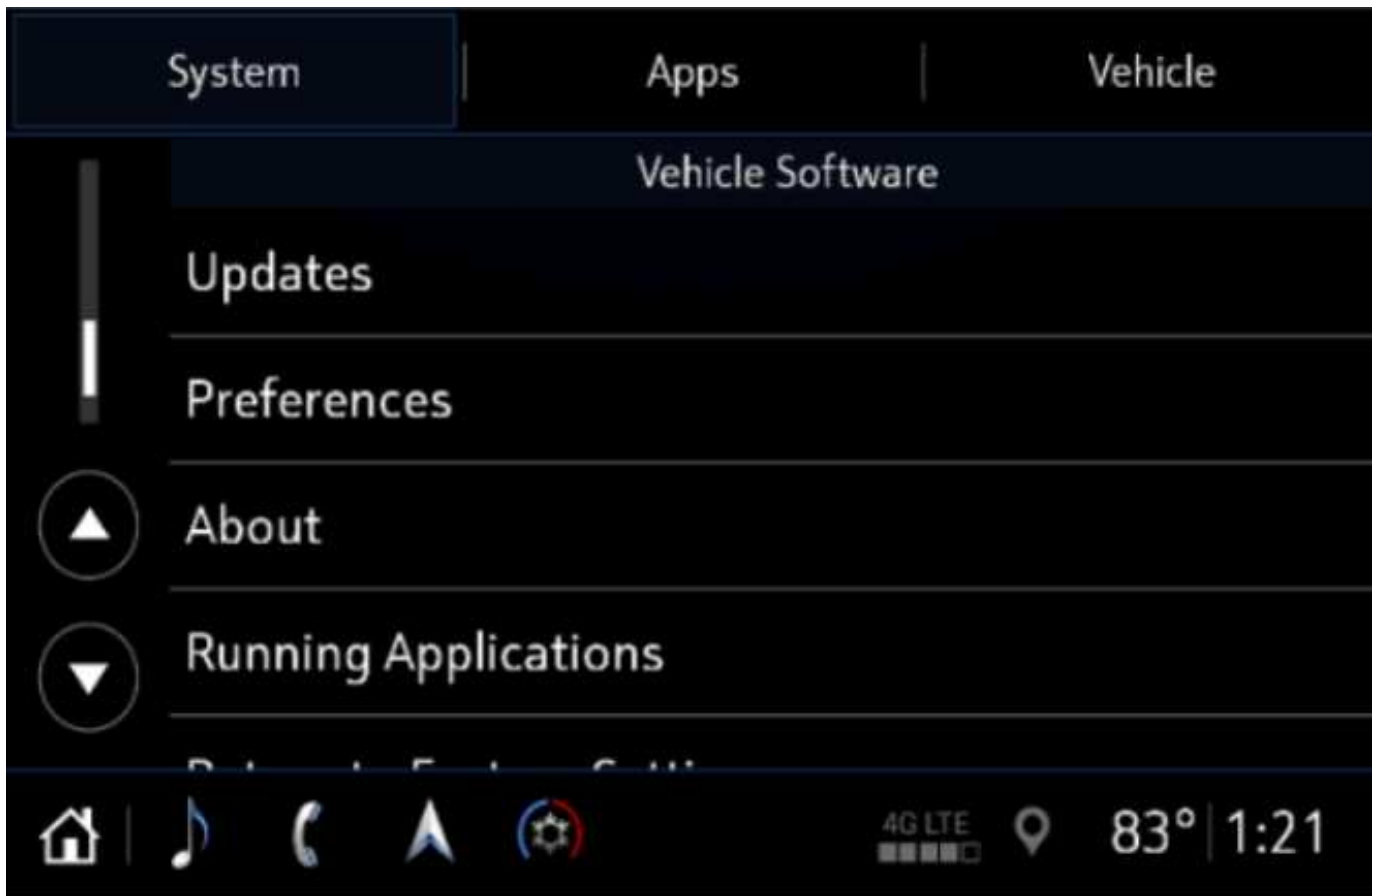 System
Apps
Vehicle
Vehicle Software
Updates
Preferences
About
Running Applications
4G LTE
83° 1:21